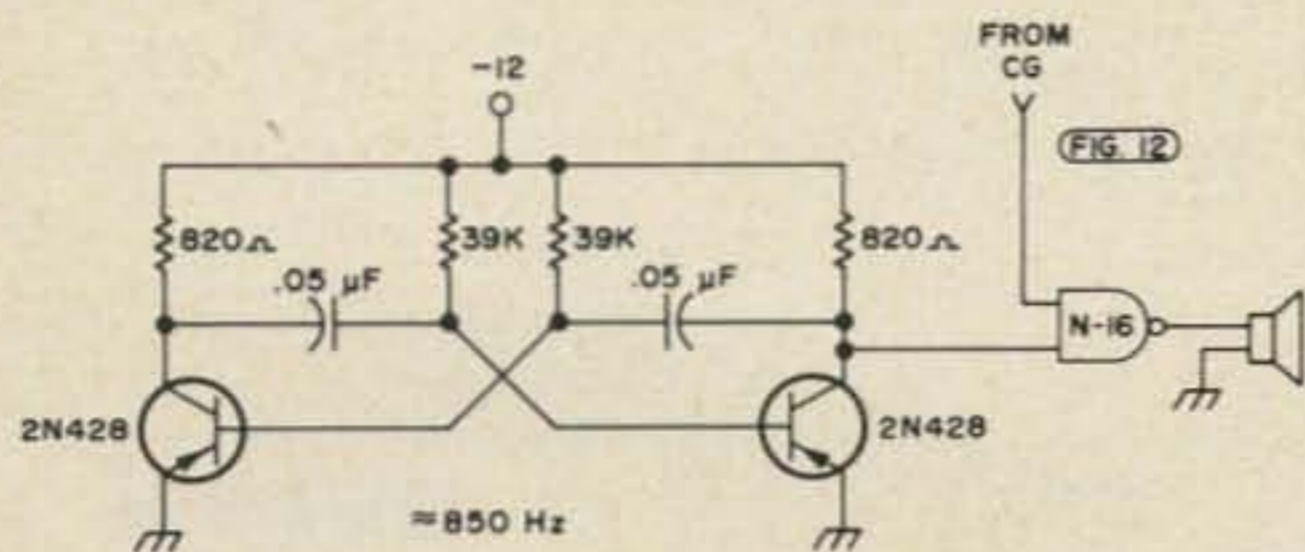 FROM
CG
-12
FIG. 12
820Ω
39K
39K
820Ω
.05 µF
.05 µF
N-16
2N428
2N428
≈850 Hz